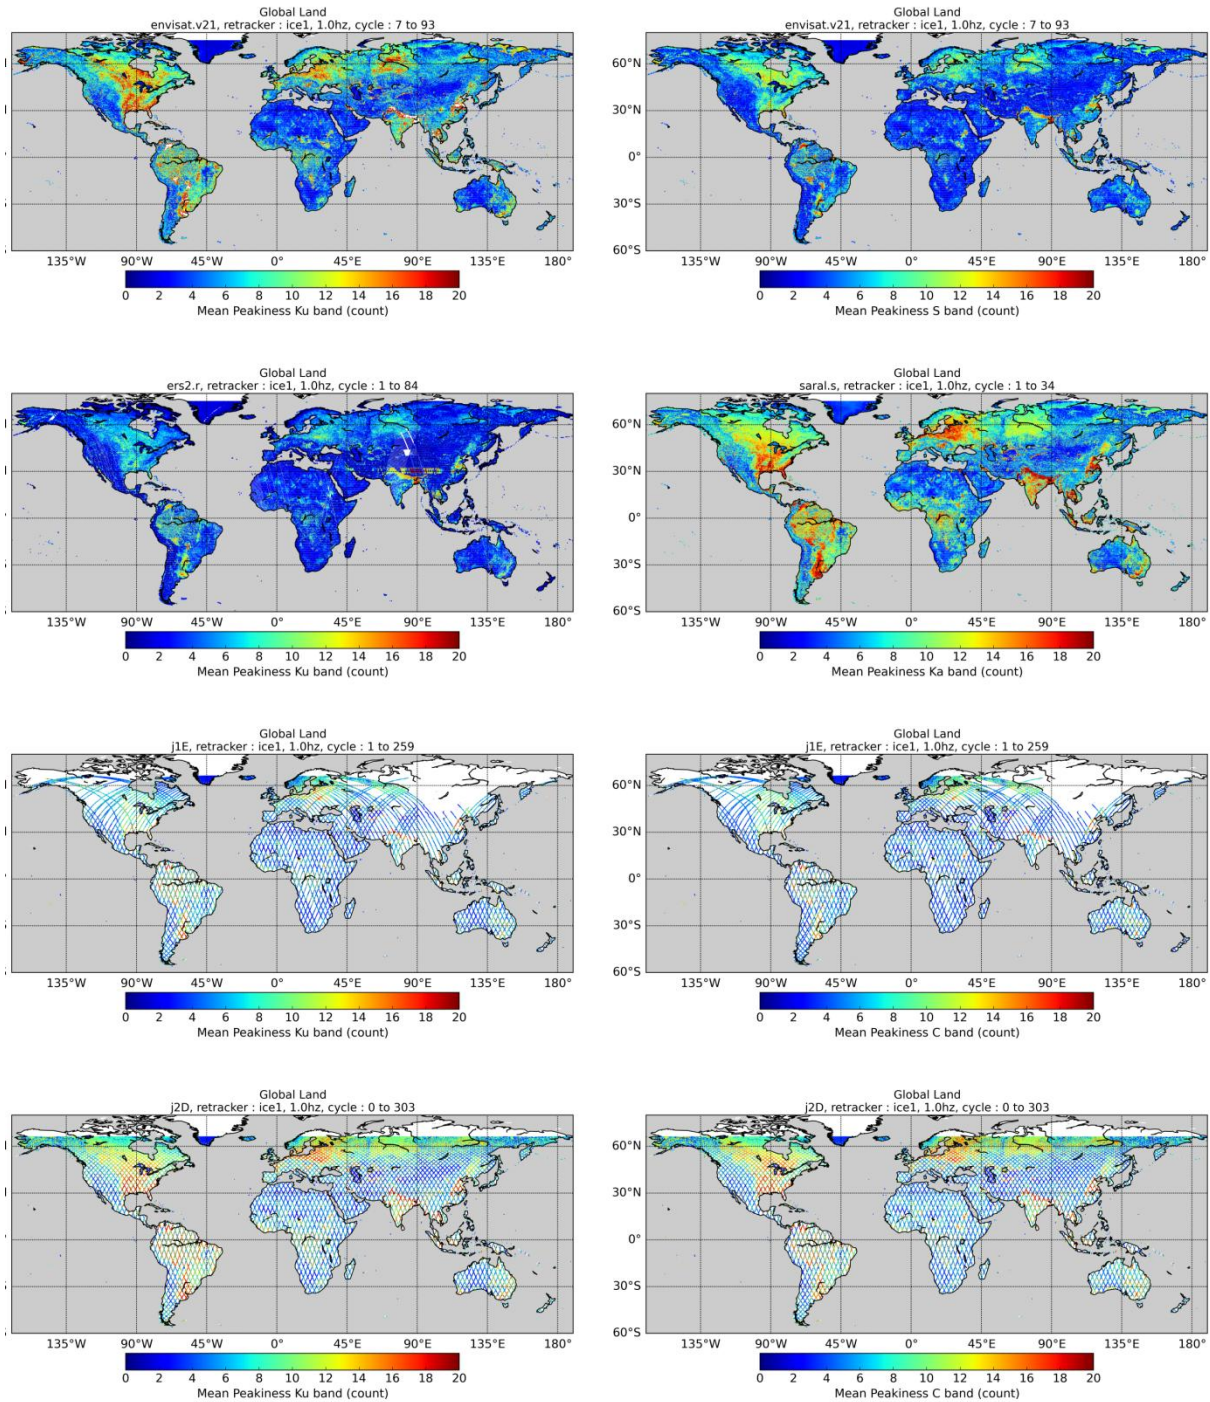 Global Land
envisat.v21, retracker : ice1, 1.0hz, cycle : 7 to 93
135°W 90°W 45°W 0° 45°E 90°E 135°E 180°
60°S
0 2 4 6 8 10 12 14 16 18 20
Mean Peakiness Ku band (count)
Global Land
envisat.v21, retracker : ice1, 1.0hz, cycle : 7 to 93
60°N
30°N
0°
30°S
60°S
135°W 90°W 45°W 0° 45°E 90°E 135°E 180°
0 2 4 6 8 10 12 14 16 18 20
Mean Peakiness S band (count)
Global Land
ers2.r, retracker : ice1, 1.0hz, cycle : 1 to 84
135°W 90°W 45°W 0° 45°E 90°E 135°E 180°
0 2 4 6 8 10 12 14 16 18 20
Mean Peakiness Ku band (count)
Global Land
saral.s, retracker : ice1, 1.0hz, cycle : 1 to 34
60°N
30°N
0°
30°S
60°S
135°W 90°W 45°W 0° 45°E 90°E 135°E 180°
0 2 4 6 8 10 12 14 16 18 20
Mean Peakiness Ka band (count)
Global Land
j1E, retracker : ice1, 1.0hz, cycle : 1 to 259
135°W 90°W 45°W 0° 45°E 90°E 135°E 180°
0 2 4 6 8 10 12 14 16 18 20
Mean Peakiness Ku band (count)
Global Land
j1E, retracker : ice1, 1.0hz, cycle : 1 to 259
60°N
30°N
0°
30°S
60°S
135°W 90°W 45°W 0° 45°E 90°E 135°E 180°
0 2 4 6 8 10 12 14 16 18 20
Mean Peakiness C band (count)
Global Land
j2D, retracker : ice1, 1.0hz, cycle : 0 to 303
135°W 90°W 45°W 0° 45°E 90°E 135°E 180°
0 2 4 6 8 10 12 14 16 18 20
Mean Peakiness Ku band (count)
Global Land
j2D, retracker : ice1, 1.0hz, cycle : 0 to 303
60°N
30°N
0°
30°S
60°S
135°W 90°W 45°W 0° 45°E 90°E 135°E 180°
0 2 4 6 8 10 12 14 16 18 20
Mean Peakiness C band (count)